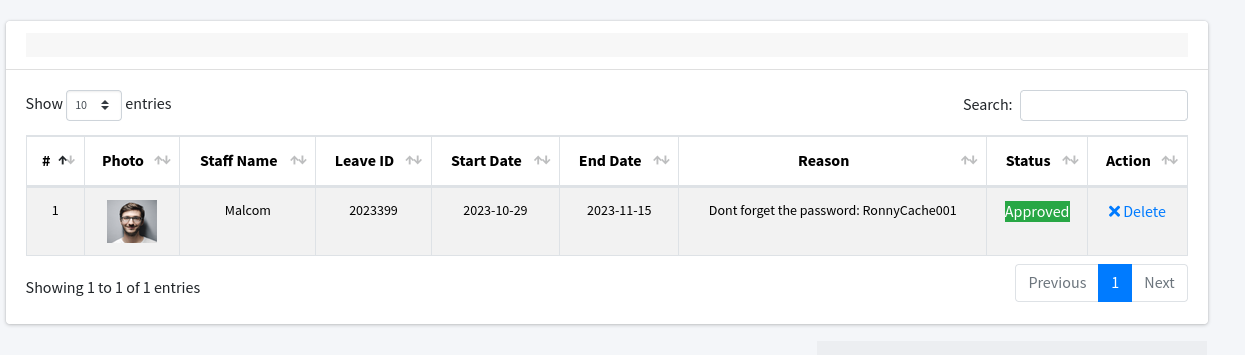 Show 10 entries Search:
# Photo Staff Name Leave ID Start Date End Date Reason Status Action
1 Malcom 2023399 2023-10-29 2023-11-15 Dont forget the password: RonnyCache001 Approved Delete
Showing 1 to 1 of 1 entries Previous 1 Next